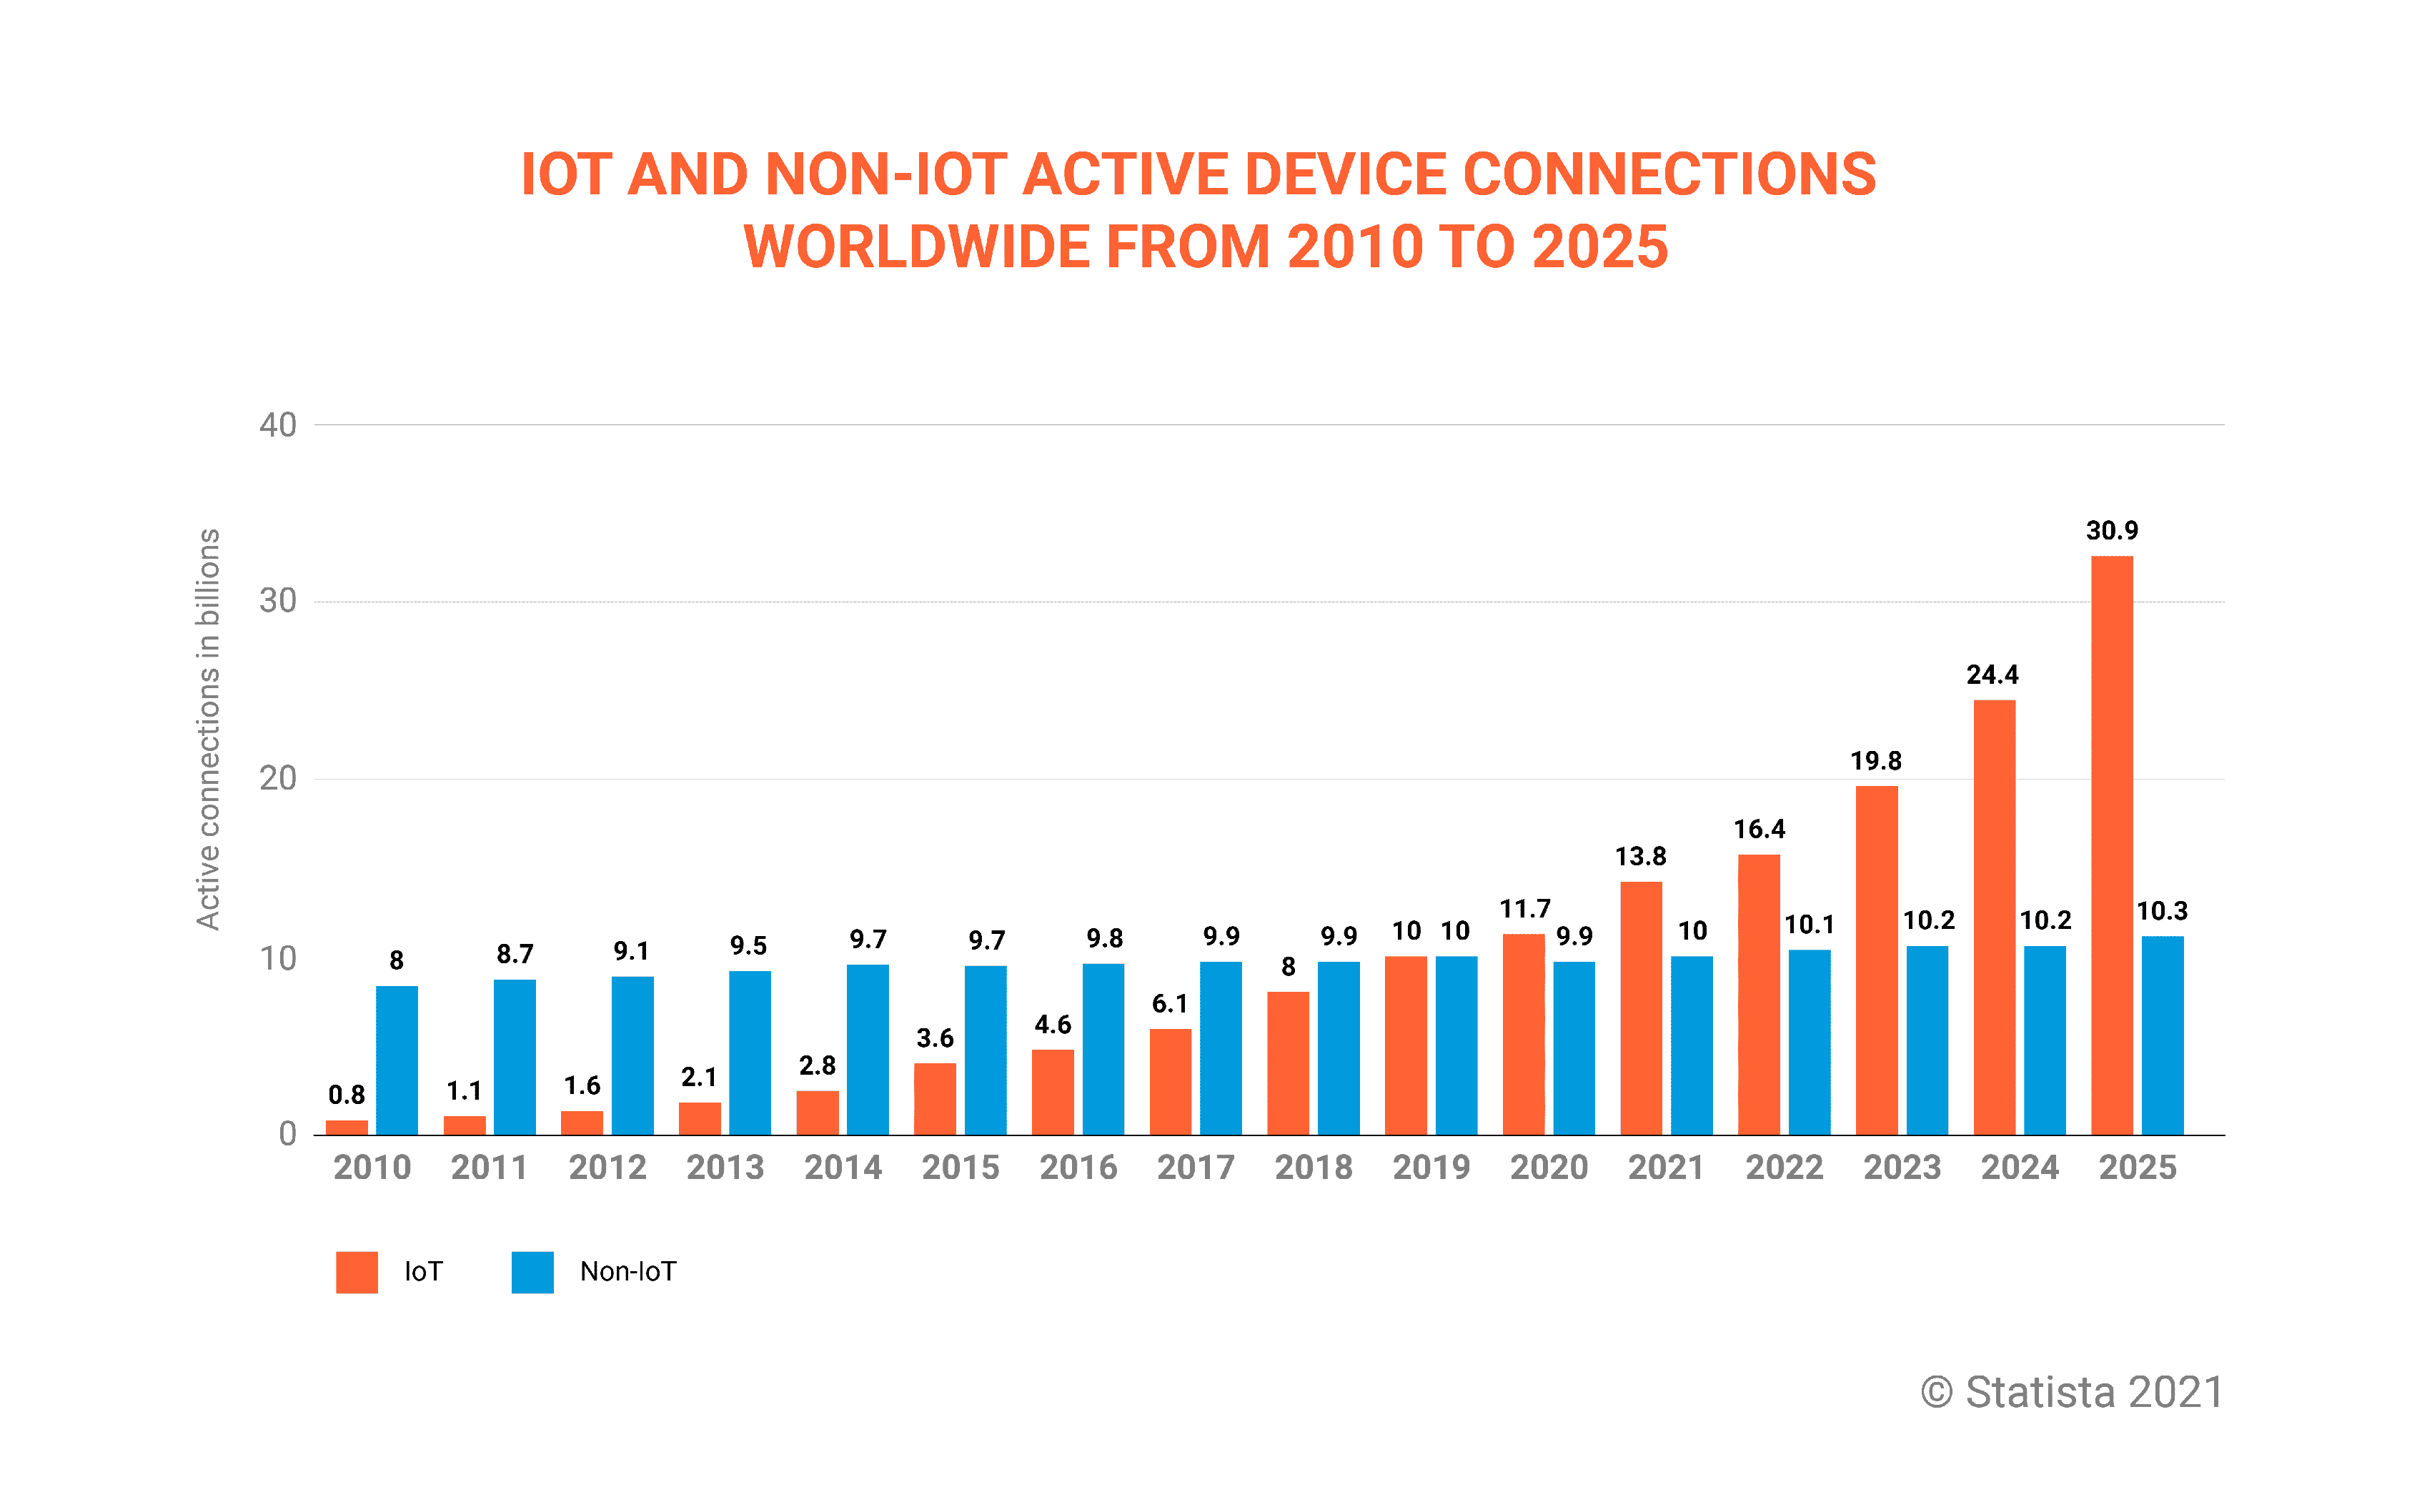 IOT AND NON-IOT ACTIVE DEVICE CONNECTIONS
WORLDWIDE FROM 2010 TO 2025
Active connections in billions
40
30
20
10
0
0.8 8 1.1 8.7 1.6 9.1 2.1 9.5 2.8 9.7 3.6 9.7 4.6 9.8 6.1 9.9 8 9.9 10 10 11.7 9.9 13.8 10 16.4 10.1 19.8 10.2 24.4 10.2 30.9 10.3
2010 2011 2012 2013 2014 2015 2016 2017 2018 2019 2020 2021 2022 2023 2024 2025
IoT Non-IoT
© Statista 2021